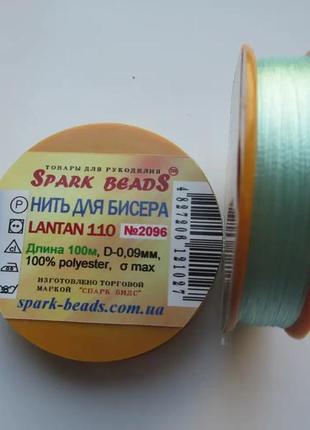 ТОВАРЫ ДЛЯ РУКОДЕЛИЯ
SPARK BEADS TM
P НИТЬ ДЛЯ БИСЕРА
LANTAN 110 №2096
Длина 100м, D-0,09мм,
100% polyester, σ max
ИЗГОТОВЛЕНО ТОРГОВОЙ
МАРКОЙ "СПАРК БИДС"
spark-beads.com.ua